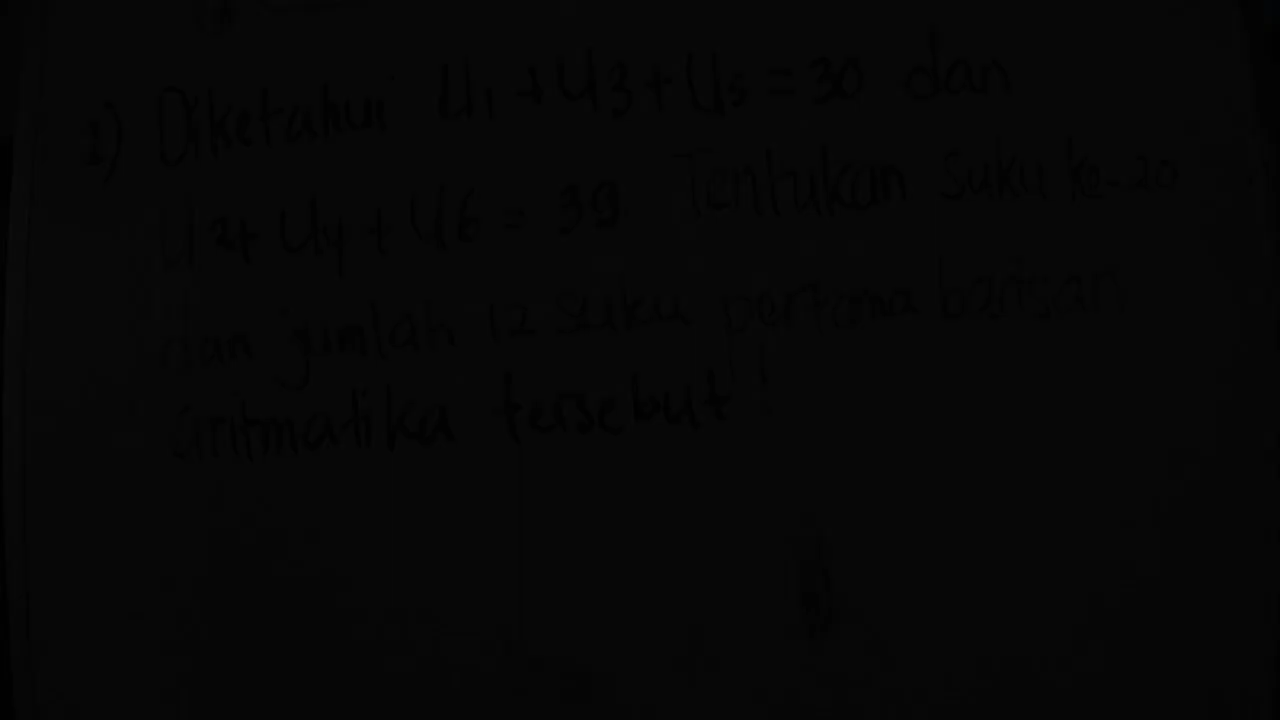 2) Diketahui U1 + U3 + U5 = 30 dan
U2 + U4 + U6 = 39 Tentukan suku ke-20
dan jumlah 12 suku pertama barisan
aritmatika tersebut!